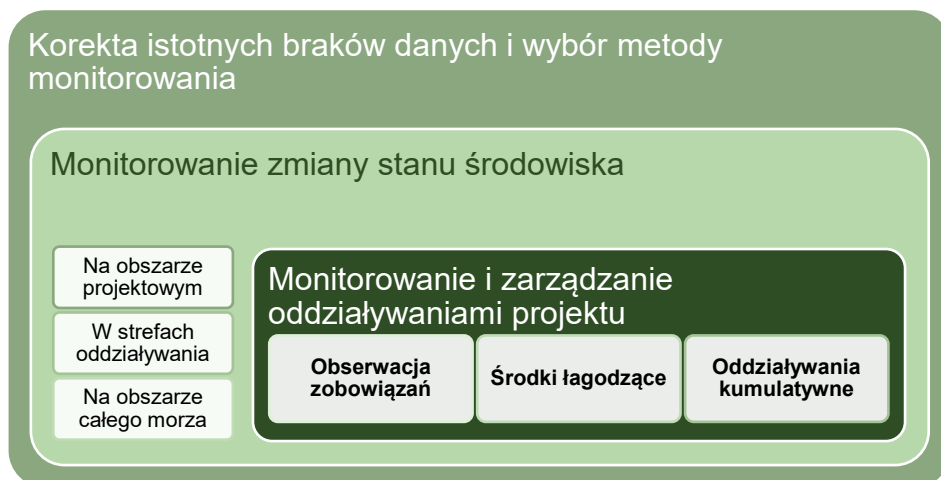 Korekta istotnych braków danych i wybór metody
monitorowania
Monitorowanie zmiany stanu środowiska
Na obszarze
projektowym
W strefach
oddziaływania
Na obszarze
całego morza
Monitorowanie i zarządzanie
oddziaływaniami projektu
Obserwacja
zobowiązań
Środki łagodzące
Oddziaływania
kumulatywne